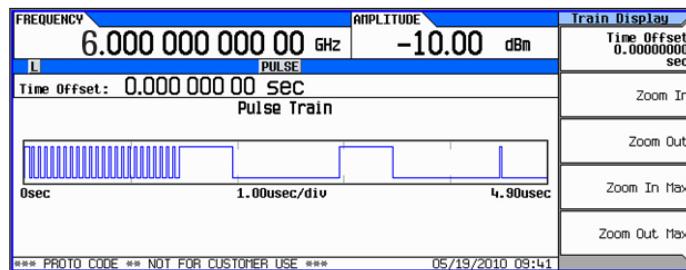 FREQUENCY
6.000 000 000 00 GHz
AMPLITUDE
-10.00 dBm
L
PULSE
Time Offset: 0.000 000 00 sec
Pulse Train
0sec
1.00usec/div
4.90usec
*** PROTO CODE ** NOT FOR CUSTOMER USE ***
05/19/2010 09:41
Train Display
Time Offset
0.00000000
sec
Zoom In
Zoom Out
Zoom In Max
Zoom Out Max